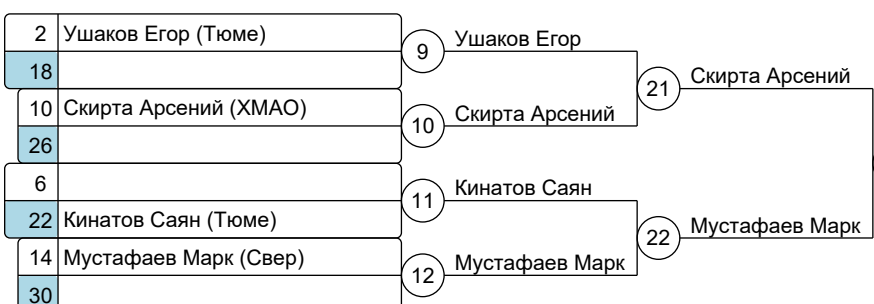 2 Ушаков Егор (Тюме)
9 Ушаков Егор
18
21 Скирта Арсений
10 Скирта Арсений (ХМАО)
10 Скирта Арсений
26
6
11 Кинатов Саян
22 Кинатов Саян (Тюме)
22 Мустафаев Марк
14 Мустафаев Марк (Свер)
12 Мустафаев Марк
30